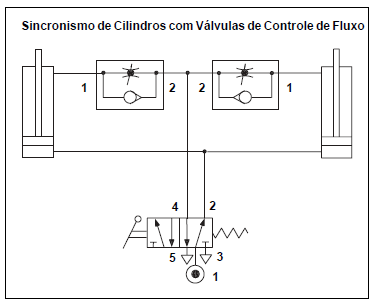 Sincronismo de Cilindros com Válvulas de Controle de Fluxo
1 2 2 1
4 2
5 3
1